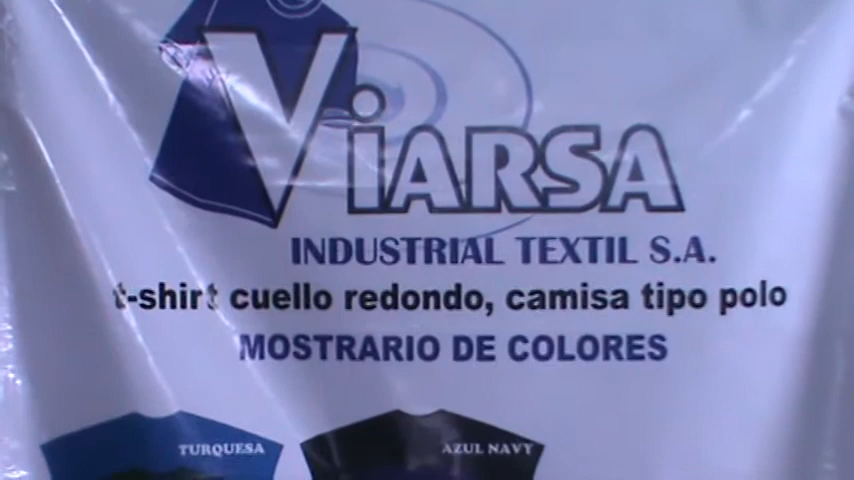 ViARSA
INDUSTRIAL TEXTIL S.A.
t-shirt cuello redondo, camisa tipo polo
MOSTRARIO DE COLORES
TURQUESA
AZUL NAVY